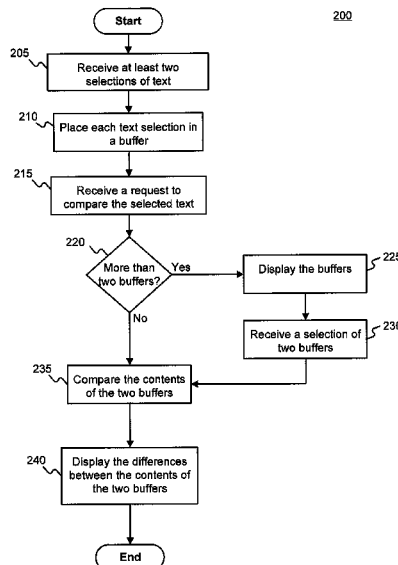 200
Start
205
Receive at least two
selections of text
210
Place each text selection in
a buffer
215
Receive a request to
compare the selected text
220
More than
two buffers?
Yes
No
225
Display the buffers
230
Receive a selection of
two buffers
235
Compare the contents
of the two buffers
240
Display the differences
between the contents of
the two buffers
End